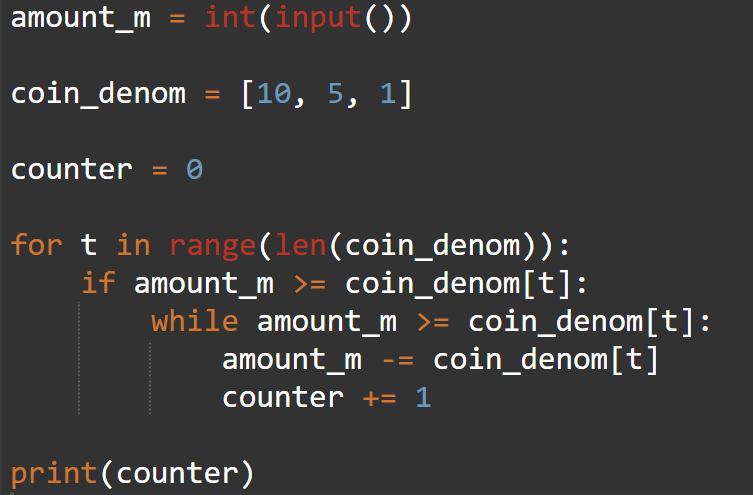 amount_m = int(input())
coin_denom = [10, 5, 1]
counter = 0
for t in range(len(coin_denom)):
    if amount_m >= coin_denom[t]:
        while amount_m >= coin_denom[t]:
            amount_m -= coin_denom[t]
            counter += 1
print(counter)